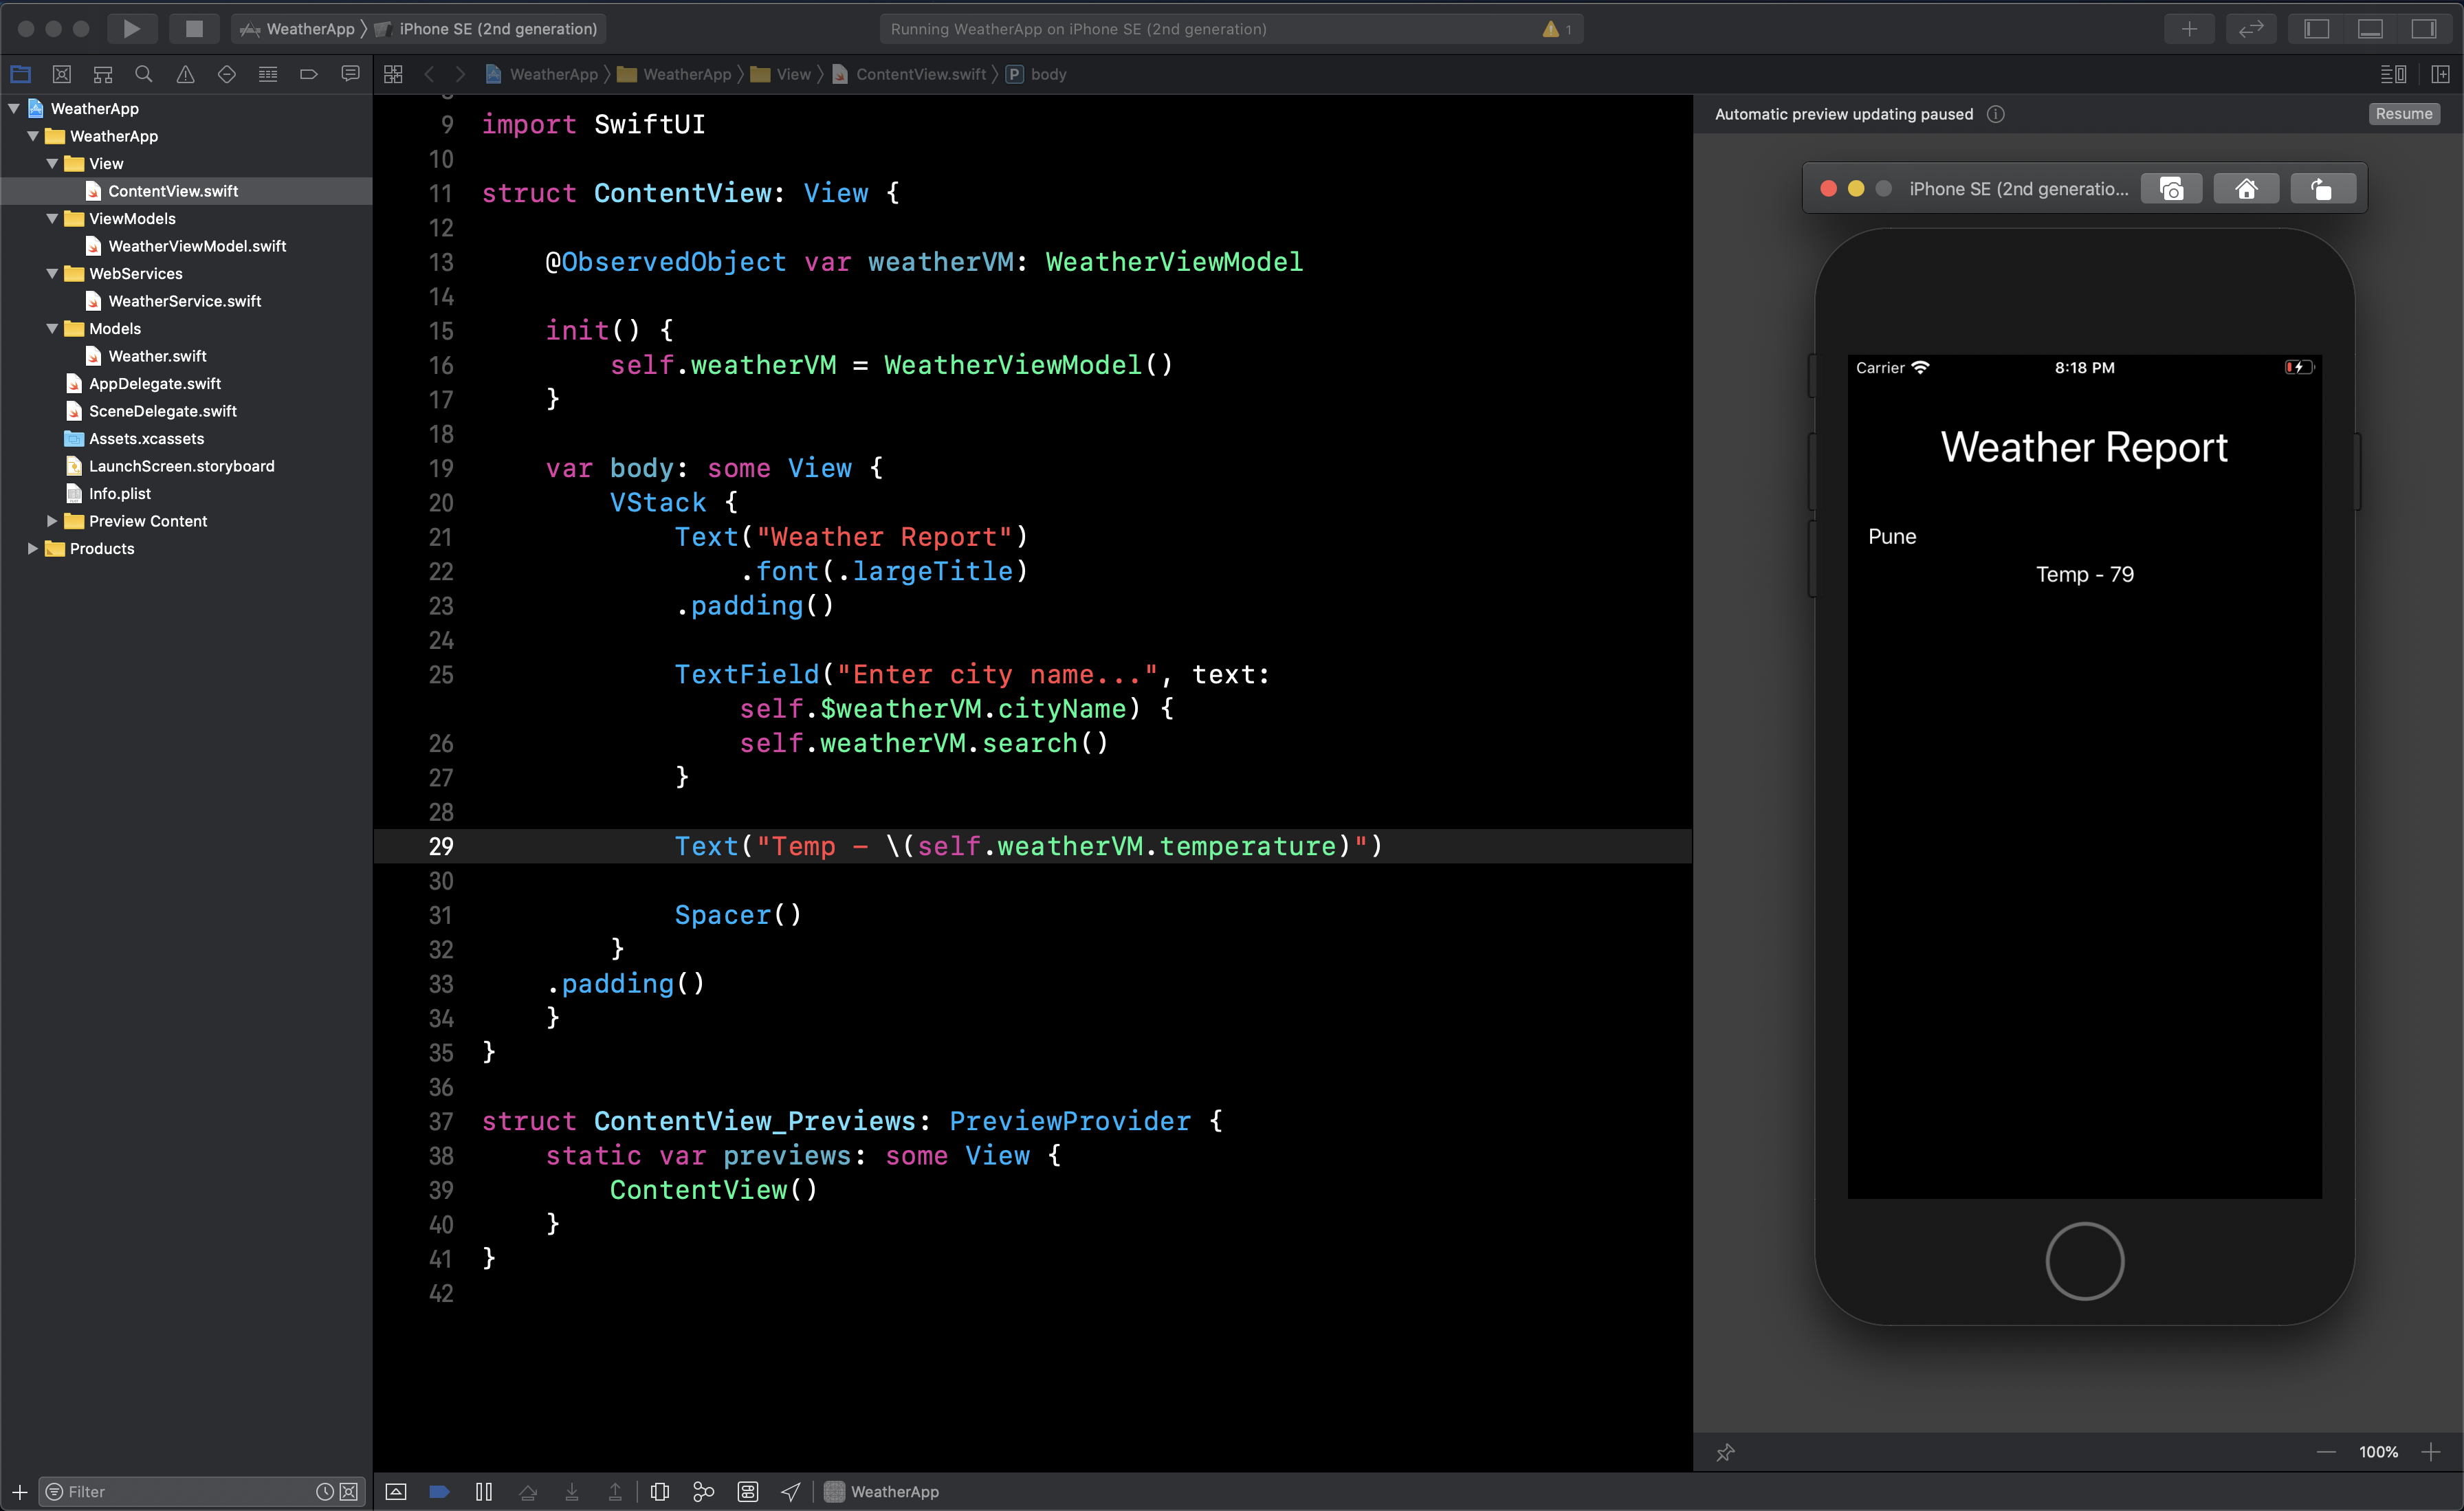 WeatherApp iPhone SE (2nd generation)
Running WeatherApp on iPhone SE (2nd generation) 1
WeatherApp WeatherApp View ContentView.swift P body
WeatherApp
WeatherApp
View
ContentView.swift
ViewModels
WeatherViewModel.swift
WebServices
WeatherService.swift
Models
Weather.swift
AppDelegate.swift
SceneDelegate.swift
Assets.xcassets
LaunchScreen.storyboard
Info.plist
Preview Content
Products
Filter
9 import SwiftUI
10
11 struct ContentView: View {
12
13 @ObservedObject var weatherVM: WeatherViewModel
14
15 init() {
16 self.weatherVM = WeatherViewModel()
17 }
18
19 var body: some View {
20 VStack {
21 Text("Weather Report")
22 .font(.largeTitle)
23 .padding()
24
25 TextField("Enter city name...", text:
self.$weatherVM.cityName) {
26 self.weatherVM.search()
27 }
28
29 Text("Temp - \(self.weatherVM.temperature)")
30
31 Spacer()
32 }
33 .padding()
34 }
35 }
36
37 struct ContentView_Previews: PreviewProvider {
38 static var previews: some View {
39 ContentView()
40 }
41 }
42
WeatherApp
Automatic preview updating paused Resume
iPhone SE (2nd generatio...
Carrier 8:18 PM
Weather Report
Pune
Temp - 79
100%